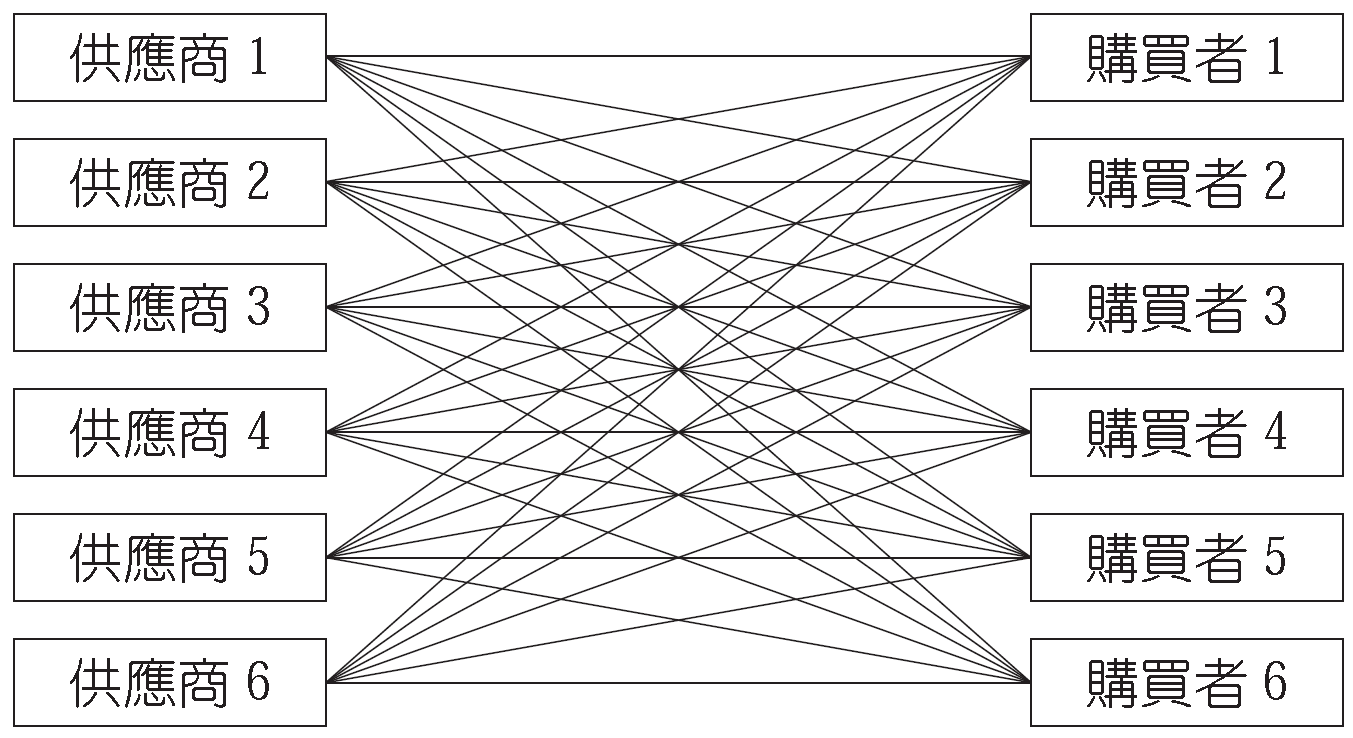 供應商 1
購買者 1
供應商 2
購買者 2
供應商 3
購買者 3
供應商 4
購買者 4
供應商 5
購買者 5
供應商 6
購買者 6